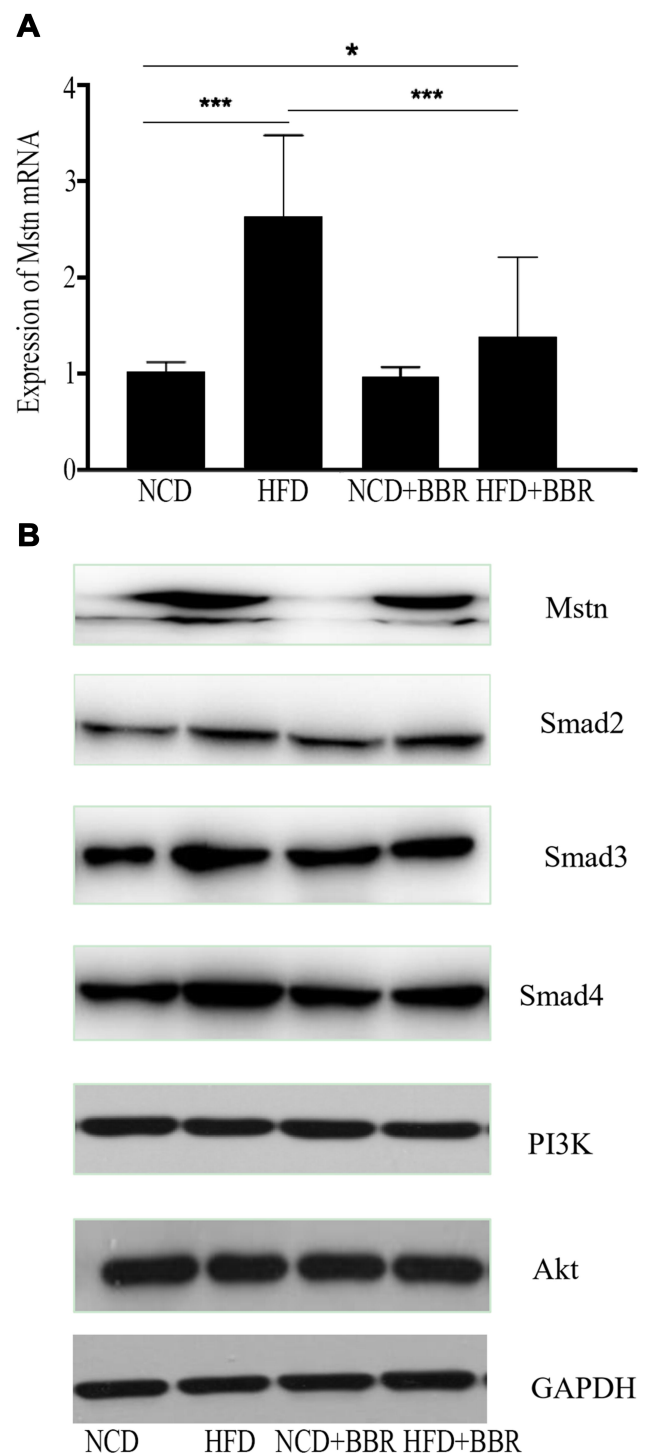 A
*
***
***
4
3
2
1
0
Expression of Mstn mRNA
NCD HFD NCD+BBR HFD+BBR
B
Mstn
Smad2
Smad3
Smad4
PI3K
Akt
GAPDH
NCD HFD NCD+BBR HFD+BBR